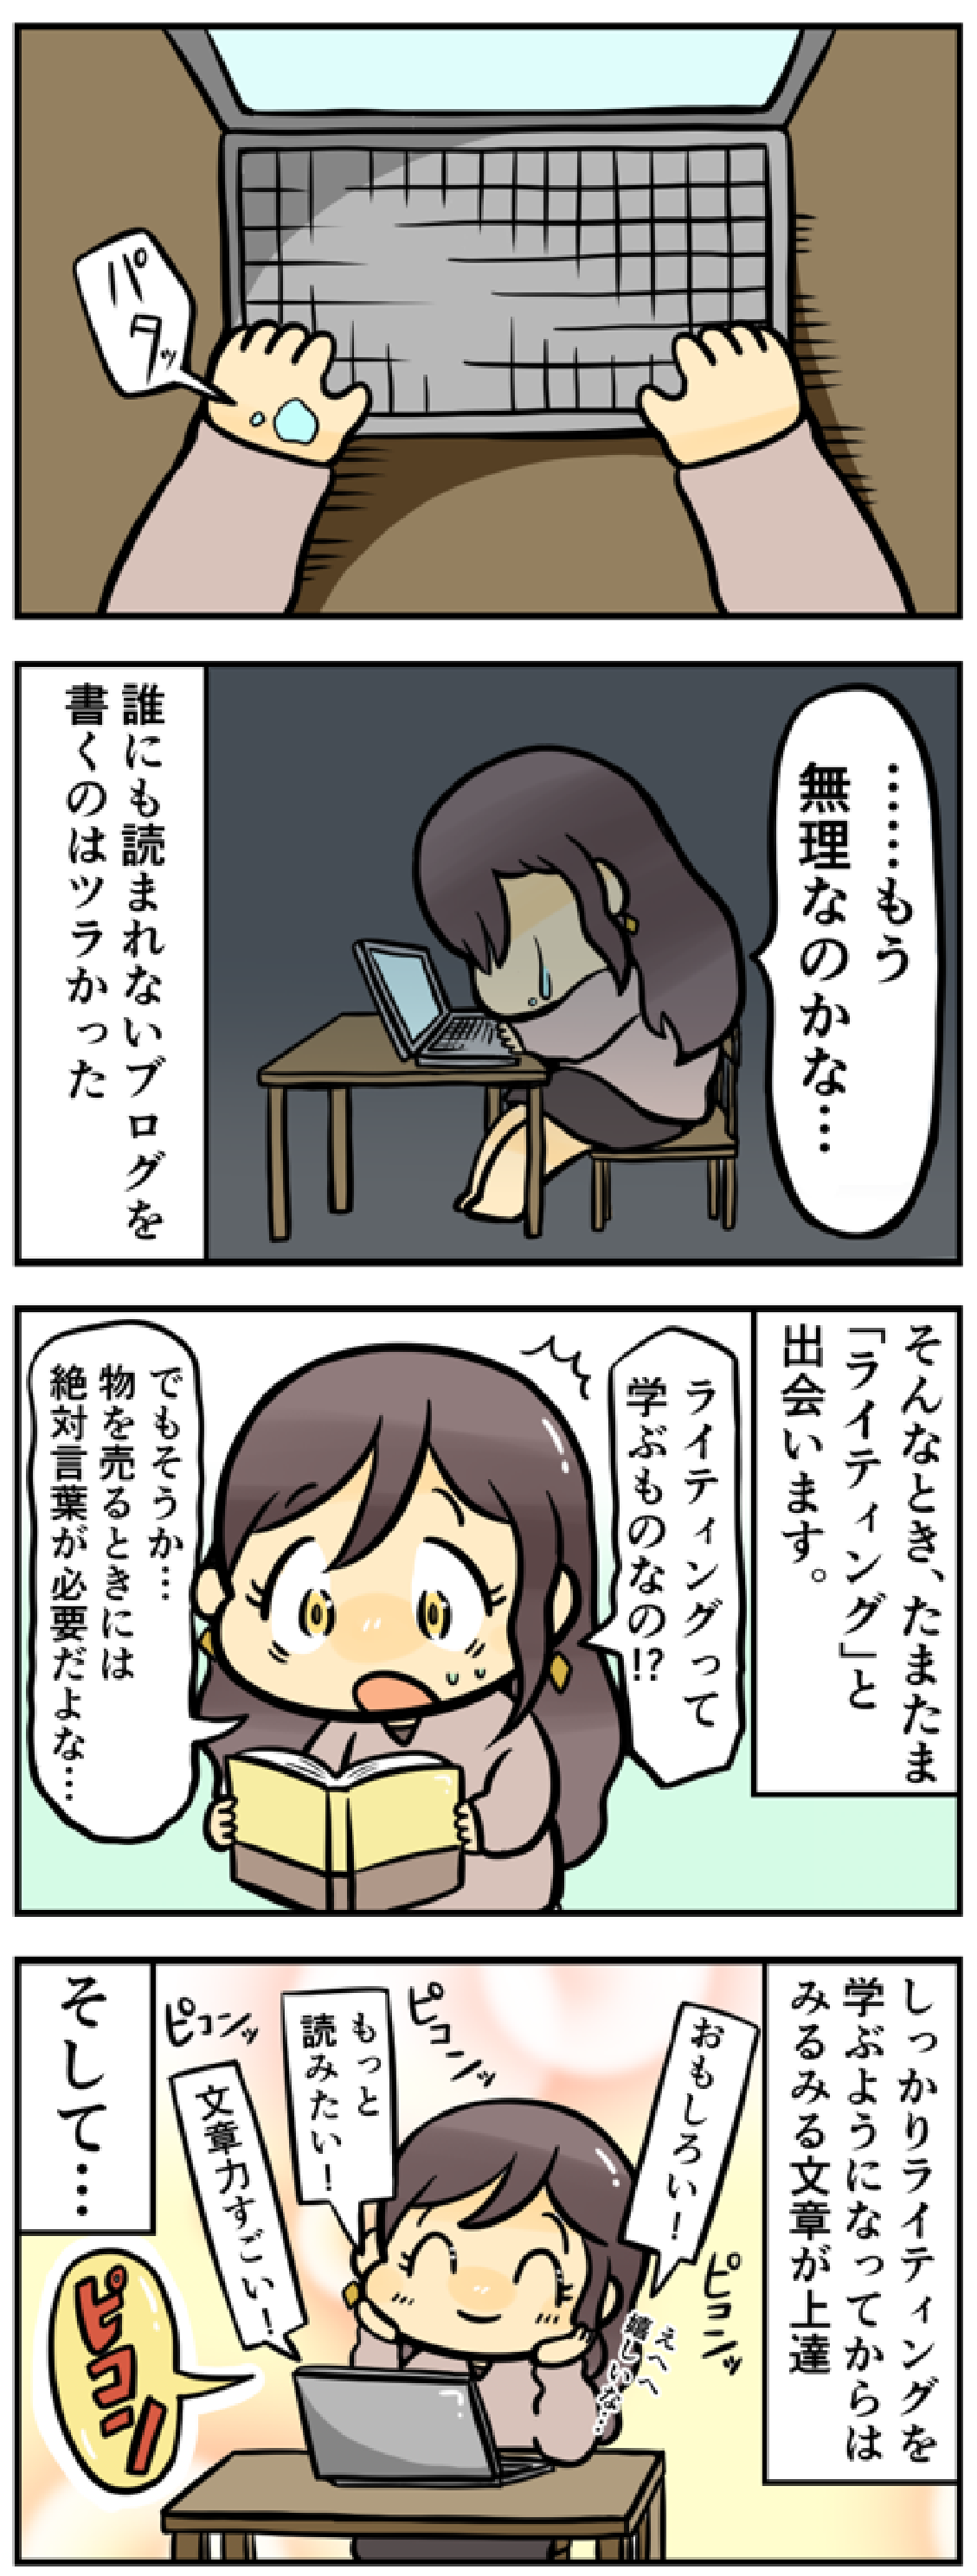 パ
タッ
………もう
無理なのかな…
誰にも読まれないブログを
書くのはツラかった
そんなとき、たまたま
「ライティング」と
出会います。
ライティングって
学ぶものなの!?
でもそうか…
物を売るときには
絶対言葉が必要だよな…
しっかりライティングを
学ぶようになってからは
みるみる文章が上達
おもしろい！
ピコンッ
もっと
読みたい！
ピコンッ
文章力すごい！
ピコンッ
えへへ
嬉しいな…
そして…
ピコン